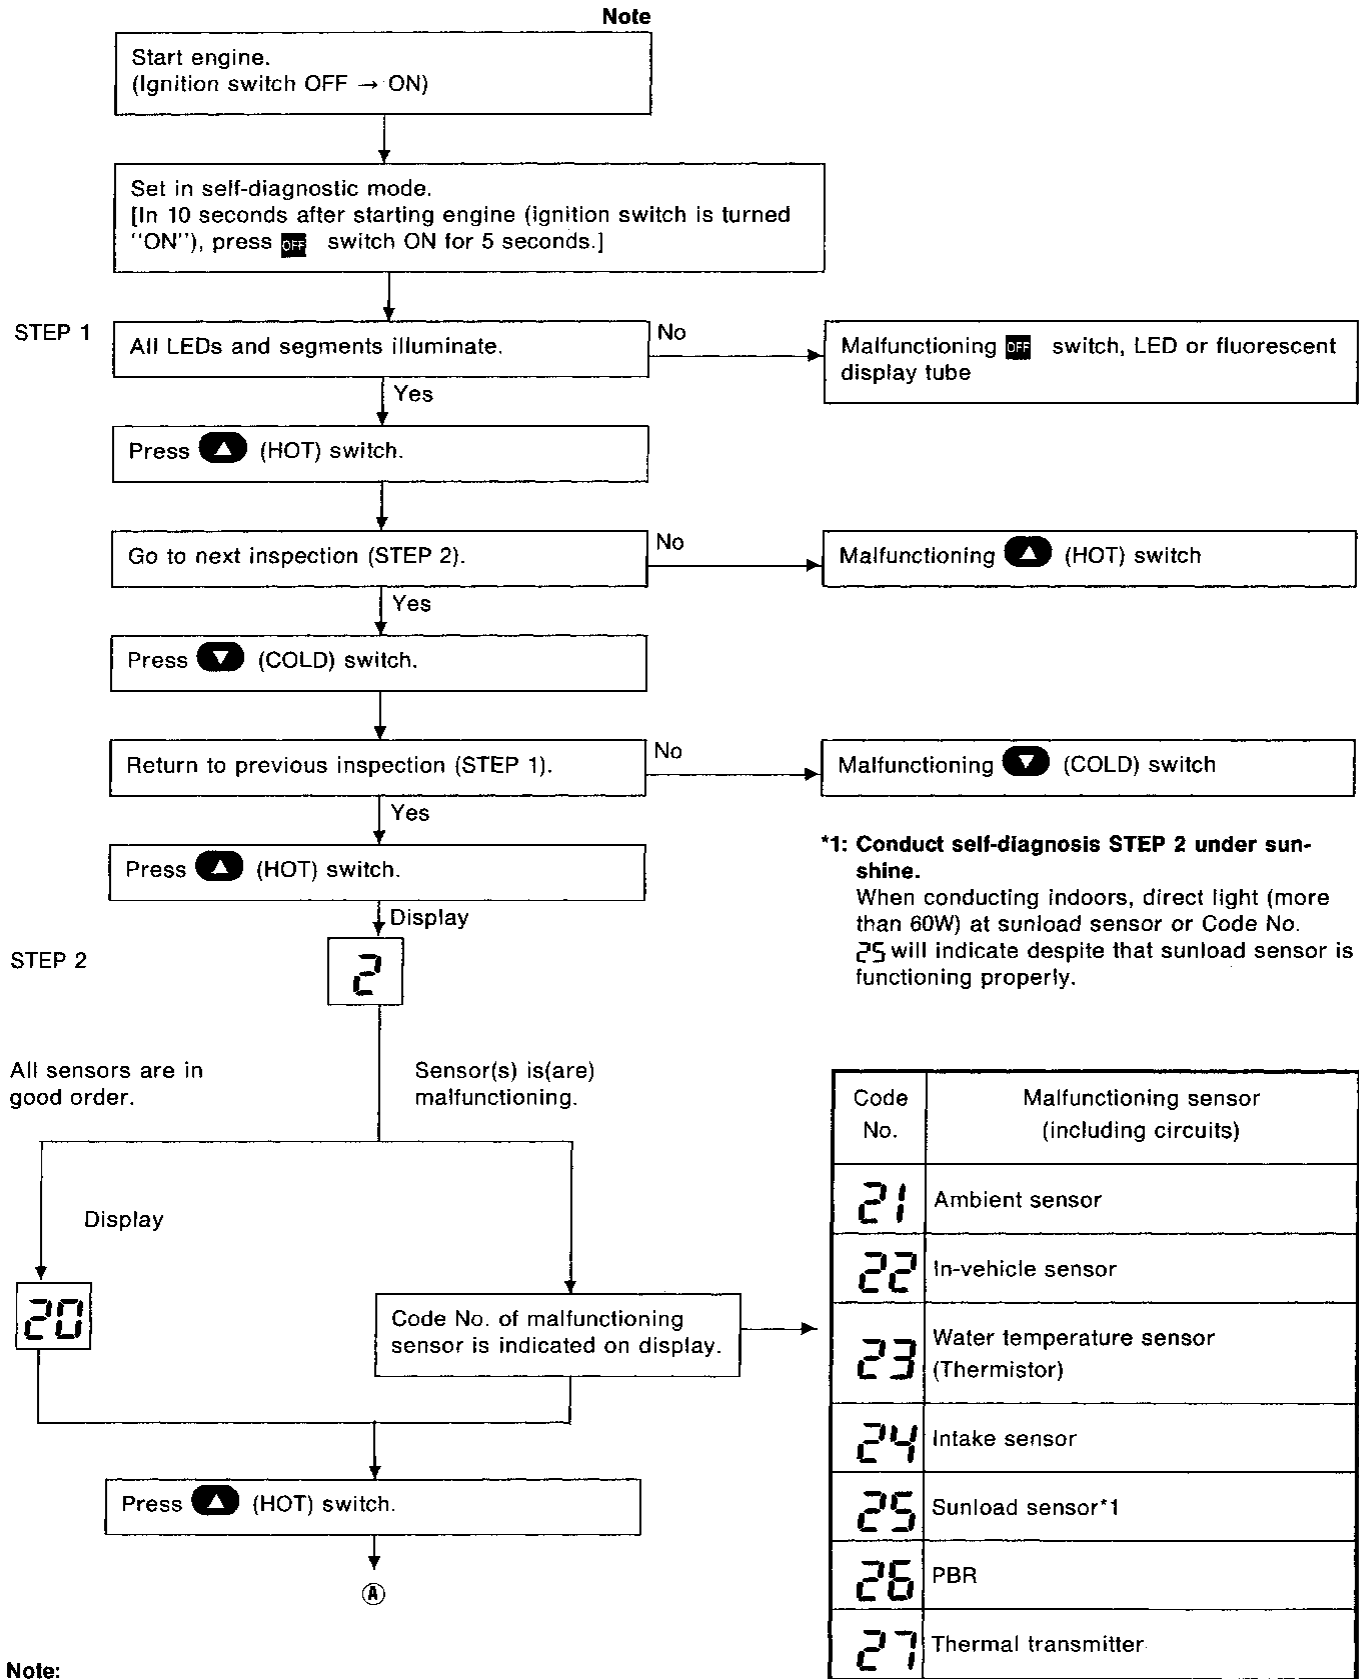 Note
Start engine.
(Ignition switch OFF → ON)
Set in self-diagnostic mode.
[In 10 seconds after starting engine (ignition switch is turned
"ON"), press OFF switch ON for 5 seconds.]
STEP 1
All LEDs and segments illuminate.
No
Malfunctioning OFF switch, LED or fluorescent
display tube
Yes
Press ▲ (HOT) switch.
Go to next inspection (STEP 2).
No
Malfunctioning ▲ (HOT) switch
Yes
Press ▼ (COLD) switch.
Return to previous inspection (STEP 1).
No
Malfunctioning ▼ (COLD) switch
Yes
Press ▲ (HOT) switch.
*1: Conduct self-diagnosis STEP 2 under sun-
shine.
When conducting indoors, direct light (more
than 60W) at sunload sensor or Code No.
25 will indicate despite that sunload sensor is
functioning properly.
Display
STEP 2
2
All sensors are in
good order.
Sensor(s) is(are)
malfunctioning.
Display
20
Code No. of malfunctioning
sensor is indicated on display.
Press ▲ (HOT) switch.
Ⓐ
Code
No.
Malfunctioning sensor
(including circuits)
21 Ambient sensor
22 In-vehicle sensor
23 Water temperature sensor
(Thermistor)
24 Intake sensor
25 Sunload sensor*1
26 PBR
27 Thermal transmitter
Note: